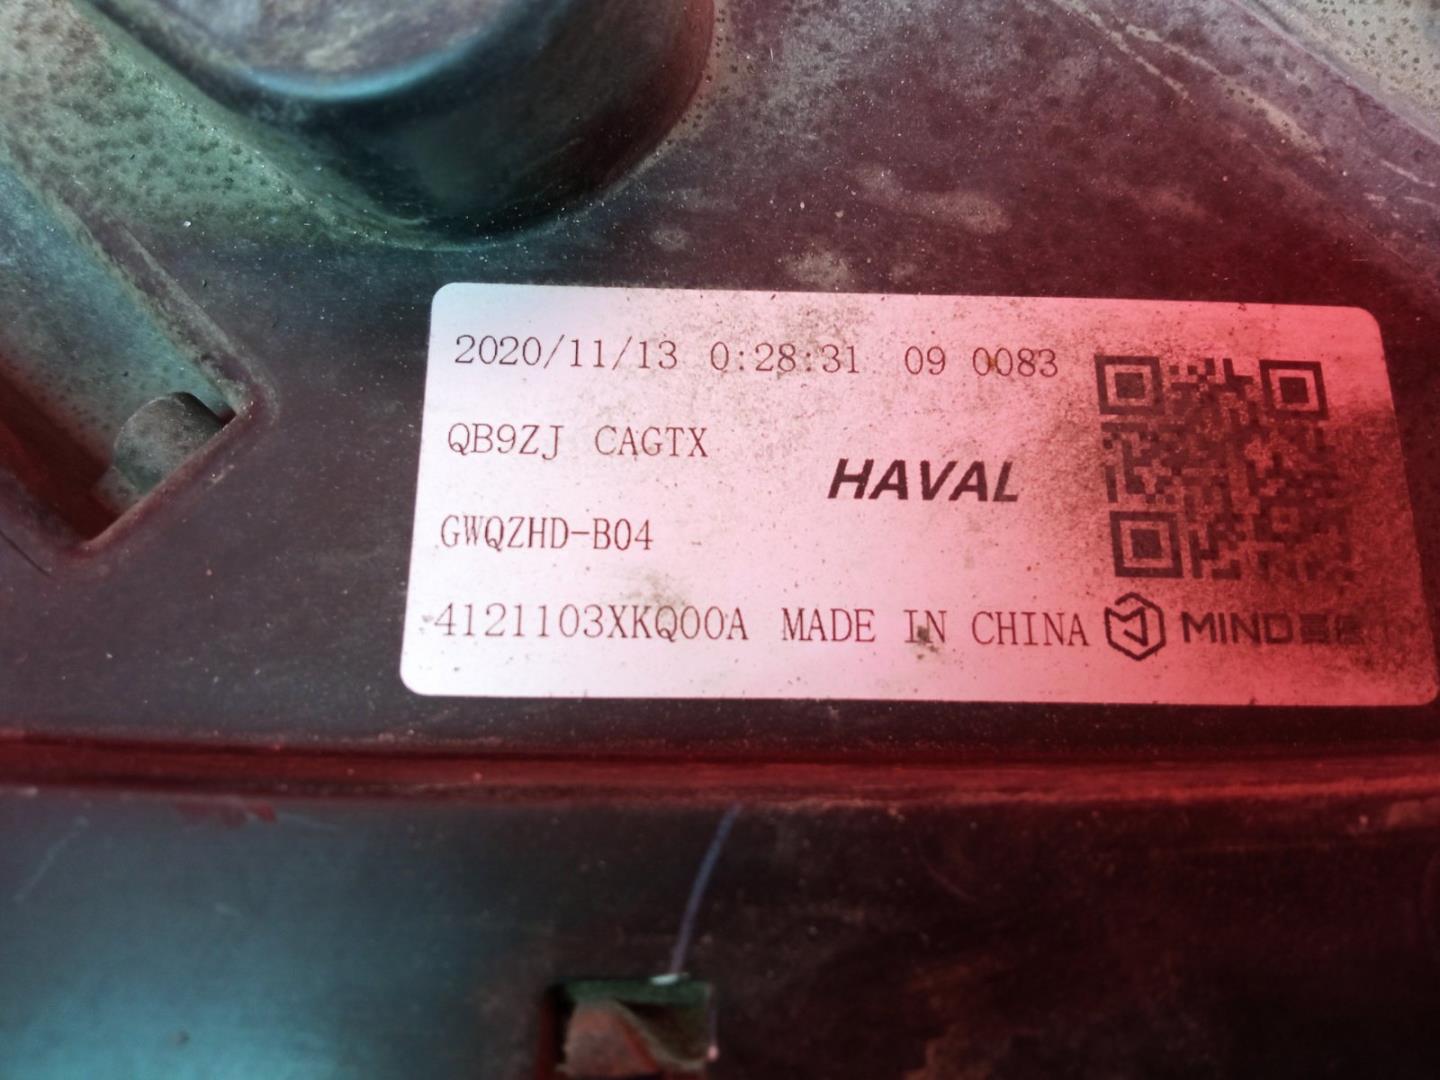 2020/11/13 0:28:31 09 0083
QB9ZJ CAGTX
HAVAL
GWQZHD-B04
4121103XKQ00A MADE IN CHINA
MIND